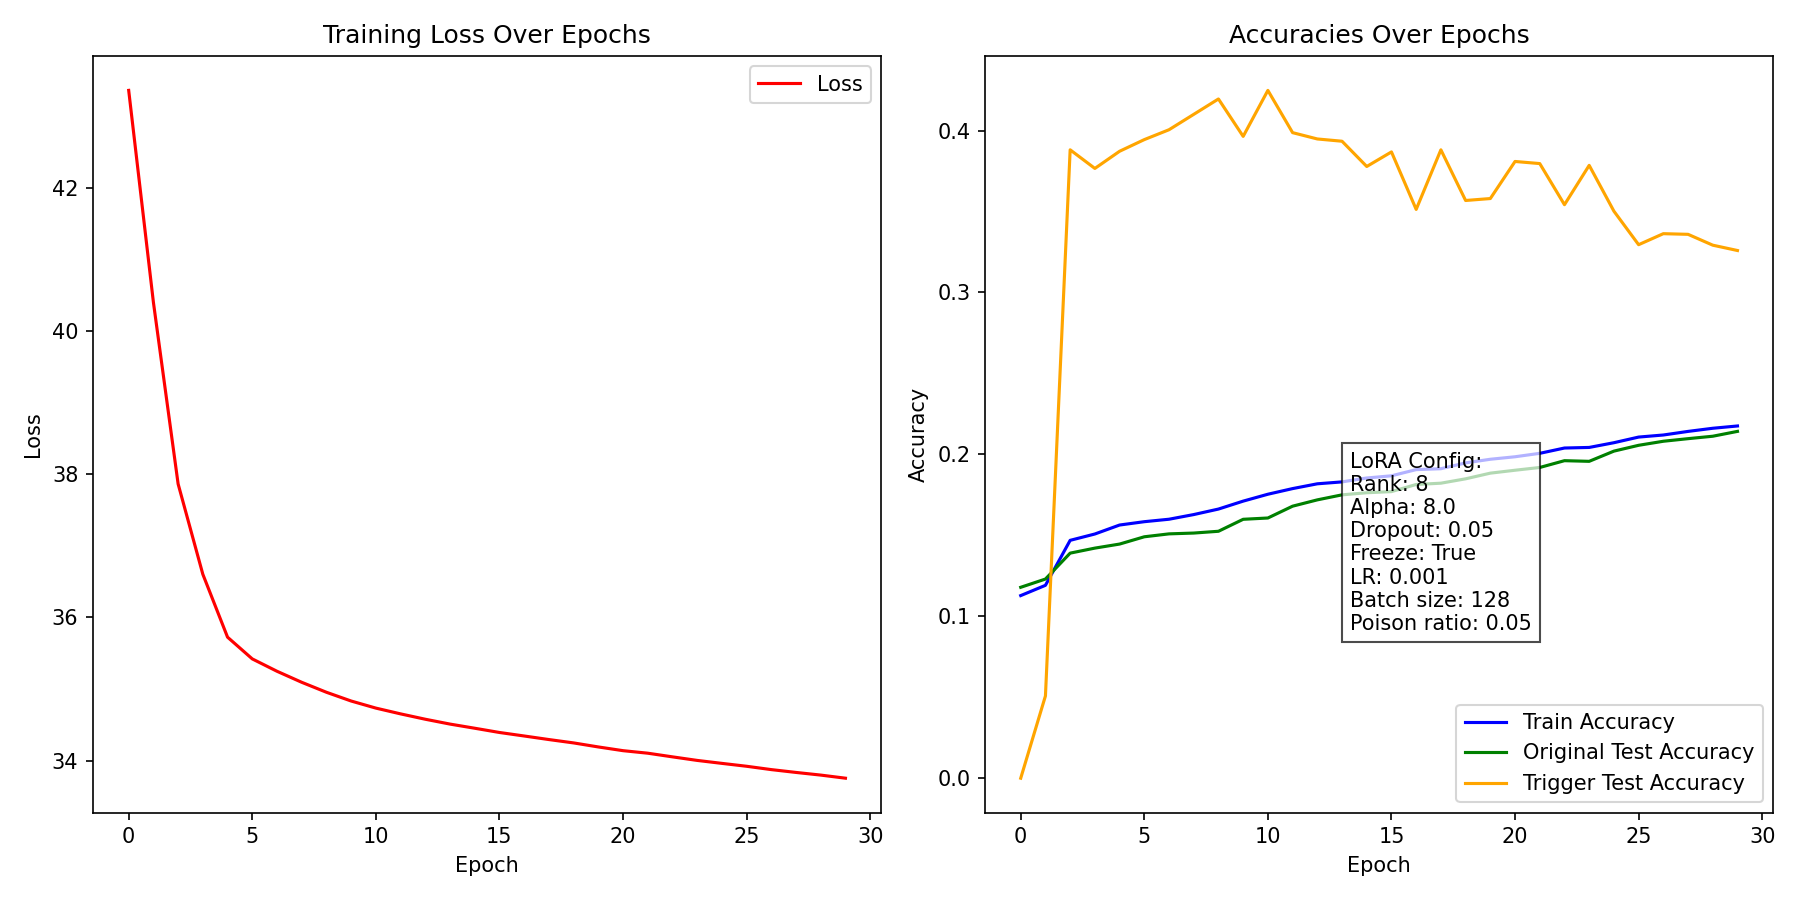 Training Loss Over Epochs
Loss
42
40
38
36
34
Loss
0 5 10 15 20 25 30
Epoch
Accuracies Over Epochs
0.4
0.3
0.2
0.1
0.0
Accuracy
LoRA Config:
Rank: 8
Alpha: 8.0
Dropout: 0.05
Freeze: True
LR: 0.001
Batch size: 128
Poison ratio: 0.05
Train Accuracy
Original Test Accuracy
Trigger Test Accuracy
0 5 10 15 20 25 30
Epoch